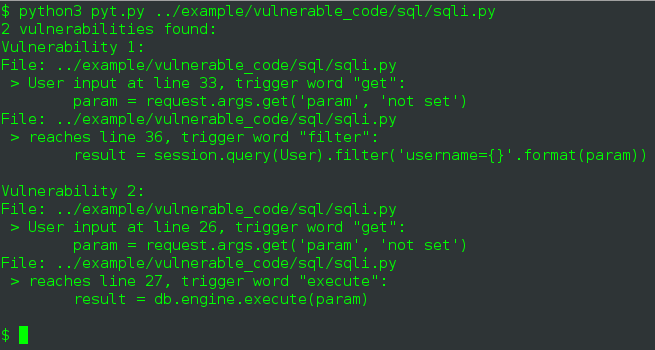 $ python3 pyt.py ../example/vulnerable_code/sql/sqli.py
2 vulnerabilities found:
Vulnerability 1:
File: ../example/vulnerable_code/sql/sqli.py
 > User input at line 33, trigger word "get":
        param = request.args.get('param', 'not set')
File: ../example/vulnerable_code/sql/sqli.py
 > reaches line 36, trigger word "filter":
        result = session.query(User).filter('username={}'.format(param))

Vulnerability 2:
File: ../example/vulnerable_code/sql/sqli.py
 > User input at line 26, trigger word "get":
        param = request.args.get('param', 'not set')
File: ../example/vulnerable_code/sql/sqli.py
 > reaches line 27, trigger word "execute":
        result = db.engine.execute(param)

$